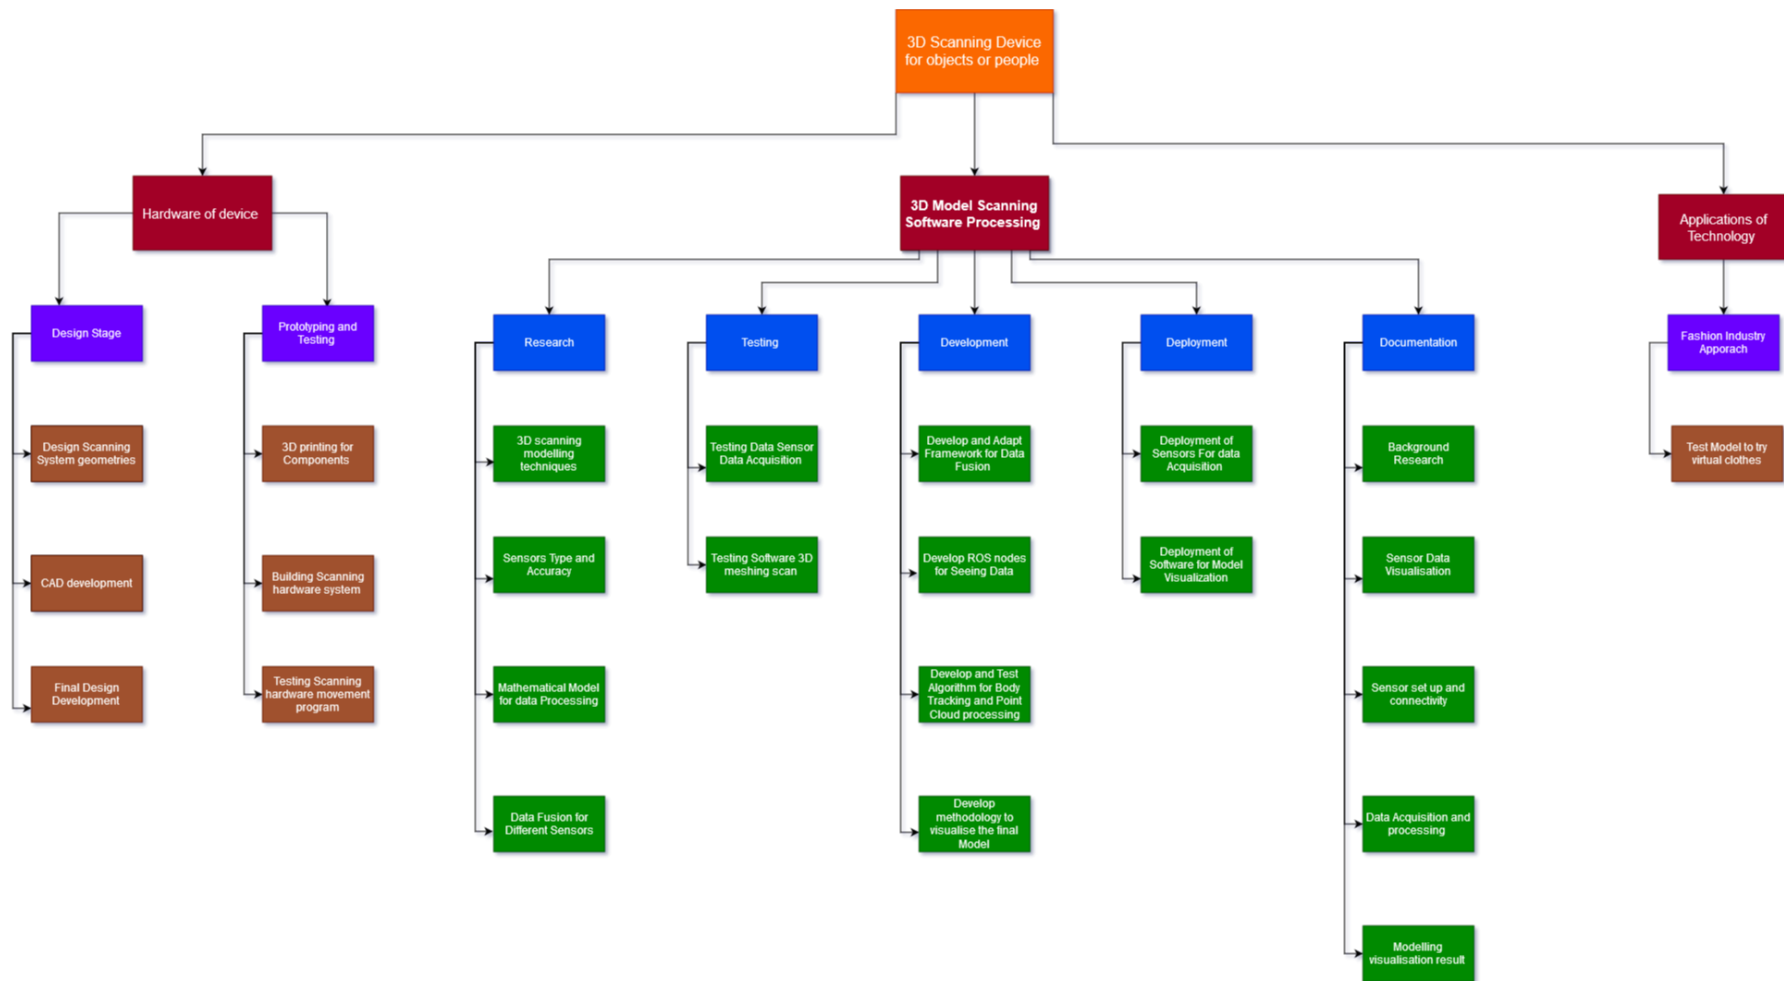 3D Scanning Device
for objects or people
Hardware of device
3D Model Scanning
Software Processing
Applications of
Technology
Design Stage
Prototyping and
Testing
Research
Testing
Development
Deployment
Documentation
Fashion Industry
Apporach
Design Scanning
System geometries
3D printing for
Components
3D scanning
modelling
techniques
Testing Data Sensor
Data Acquisition
Develop and Adapt
Framework for Data
Fusion
Deployment of
Sensors For data
Acquisition
Background
Research
Test Model to try
virtual clothes
CAD development
Building Scanning
hardware system
Sensors Type and
Accuracy
Testing Software 3D
meshing scan
Develop ROS nodes
for Seeing Data
Deployment of
Software for Model
Visualization
Sensor Data
Visualisation
Final Design
Development
Testing Scanning
hardware movement
program
Mathematical Model
for data Processing
Develop and Test
Algorithm for Body
Tracking and Point
Cloud processing
Sensor set up and
connectivity
Data Fusion for
Different Sensors
Develop
methodology to
visualise the final
Model
Data Acquisition and
processing
Modelling
visualisation result